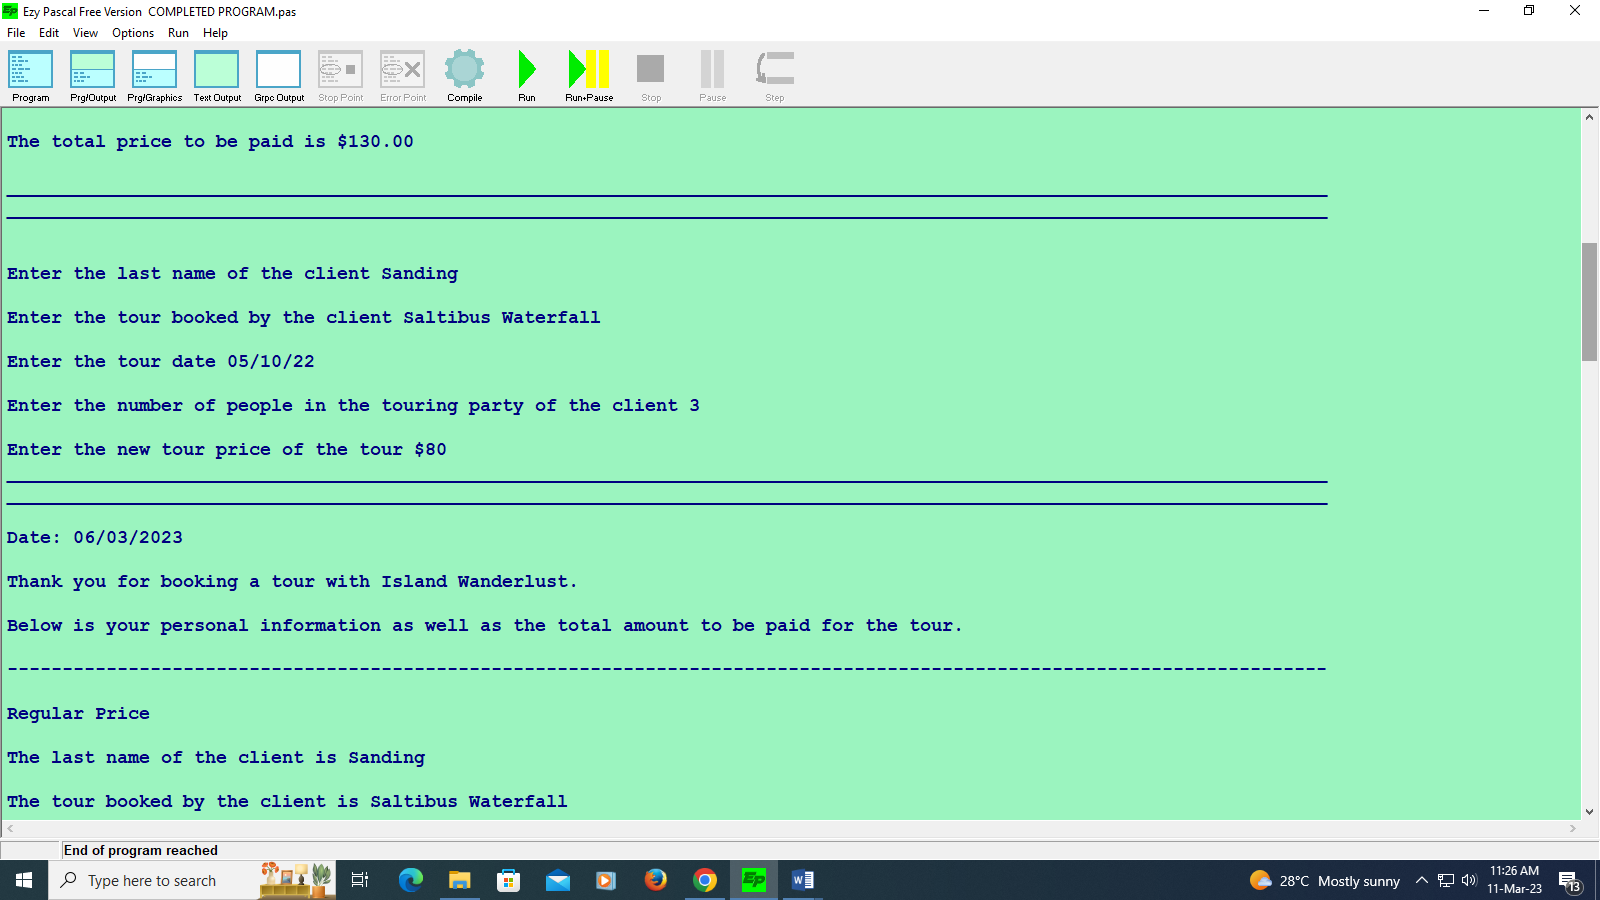 Ep Ezy Pascal Free Version COMPLETED PROGRAM.pas
File Edit View Options Run Help
Program Prg/Output Prg/Graphics Text Output Grpc Output Stop Point Error Point Compile Run Run+Pause Stop Pause Step
The total price to be paid is $130.00
Enter the last name of the client Sanding
Enter the tour booked by the client Saltibus Waterfall
Enter the tour date 05/10/22
Enter the number of people in the touring party of the client 3
Enter the new tour price of the tour $80
Date: 06/03/2023
Thank you for booking a tour with Island Wanderlust.
Below is your personal information as well as the total amount to be paid for the tour.
Regular Price
The last name of the client is Sanding
The tour booked by the client is Saltibus Waterfall
End of program reached
Type here to search
Ep
W
28°C Mostly sunny
11:26 AM
11-Mar-23
13